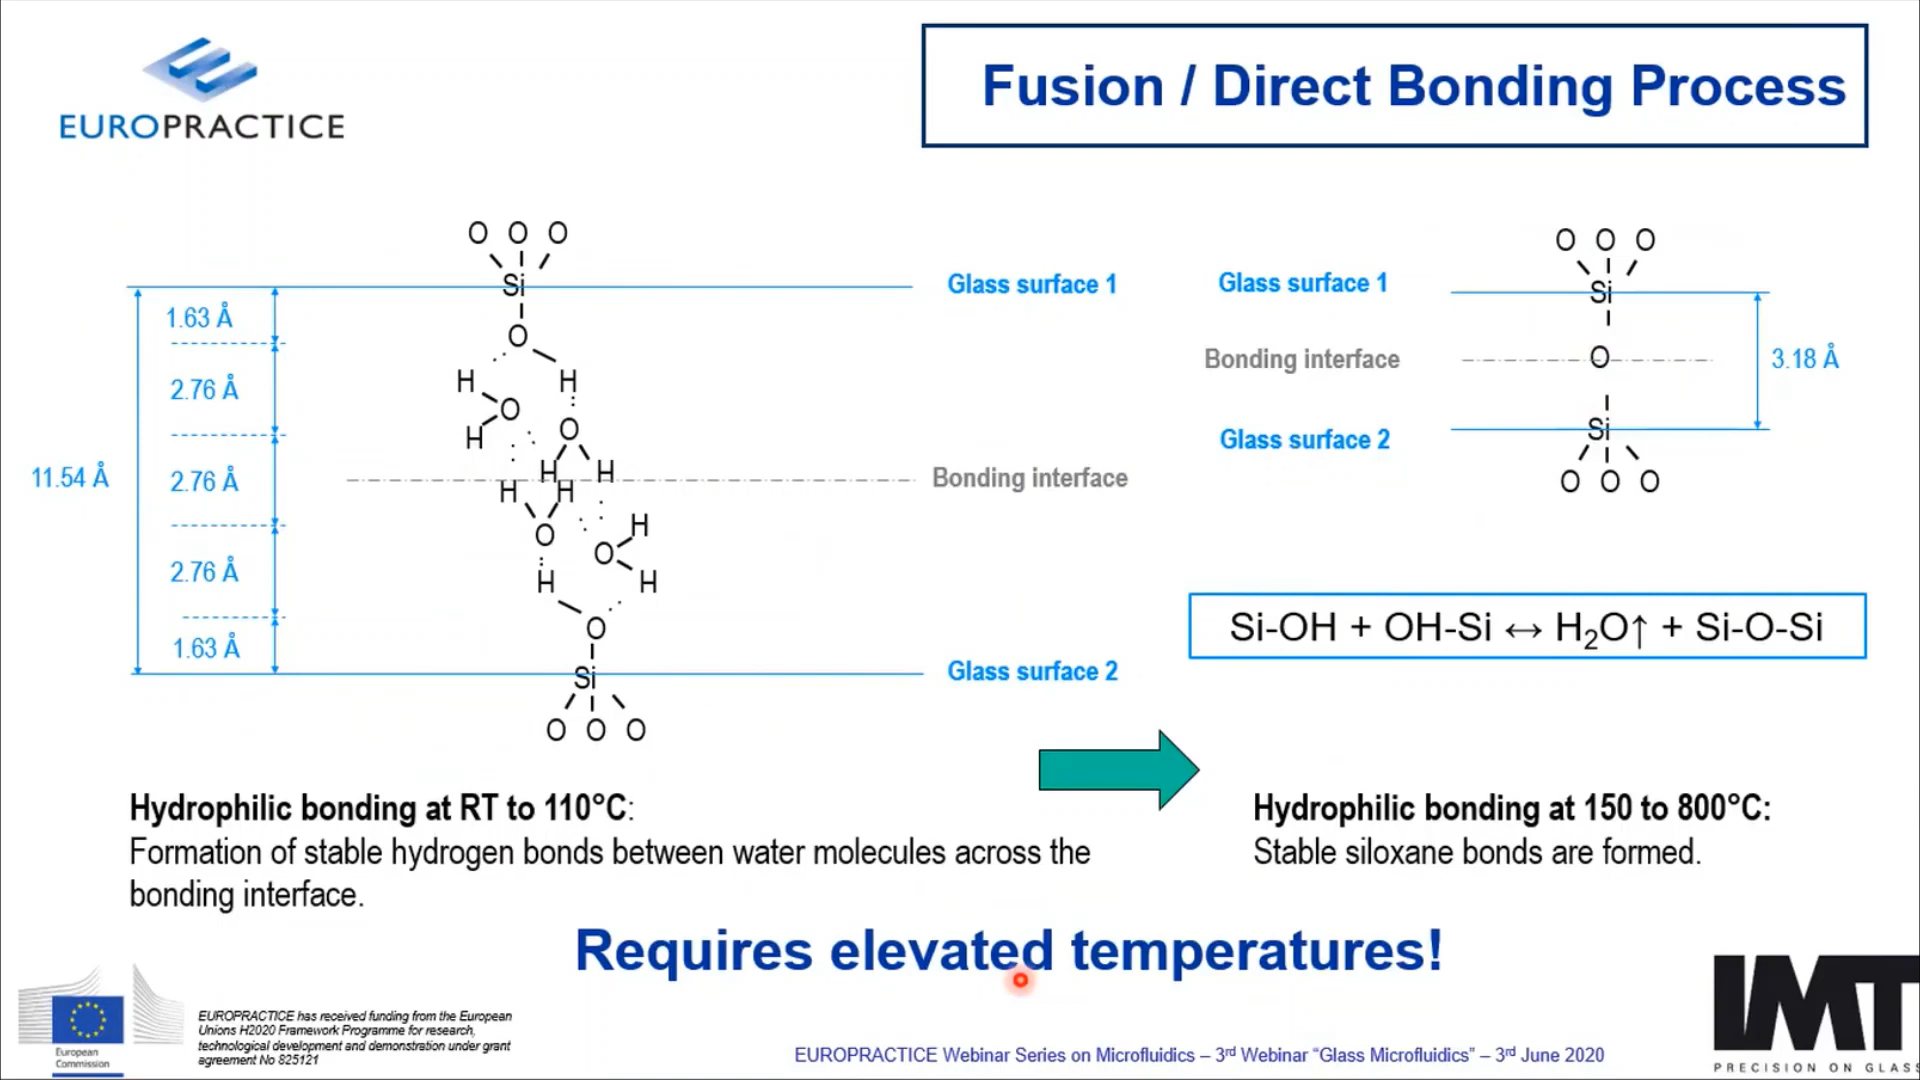 EUROPRACTICE
Fusion / Direct Bonding Process
O O O
Si
O
H H
O
H O
H H
H H
O H
O
H H
O
Si
O O O
1.63 Å
2.76 Å
2.76 Å
2.76 Å
1.63 Å
11.54 Å
Glass surface 1
Bonding interface
Glass surface 2
Glass surface 1
Bonding interface
Glass surface 2
O O O
Si
O
Si
O O O
3.18 Å
Si-OH + OH-Si ↔ H₂O↑ + Si-O-Si
Hydrophilic bonding at RT to 110°C:
Formation of stable hydrogen bonds between water molecules across the
bonding interface.
Hydrophilic bonding at 150 to 800°C:
Stable siloxane bonds are formed.
Requires elevated temperatures!
European
Commission
EUROPRACTICE has received funding from the European
Unions H2020 Framework Programme for research,
technological development and demonstration under grant
agreement No 825121
EUROPRACTICE Webinar Series on Microfluidics – 3rd Webinar “Glass Microfluidics” – 3rd June 2020
IMT
PRECISION ON GLASS